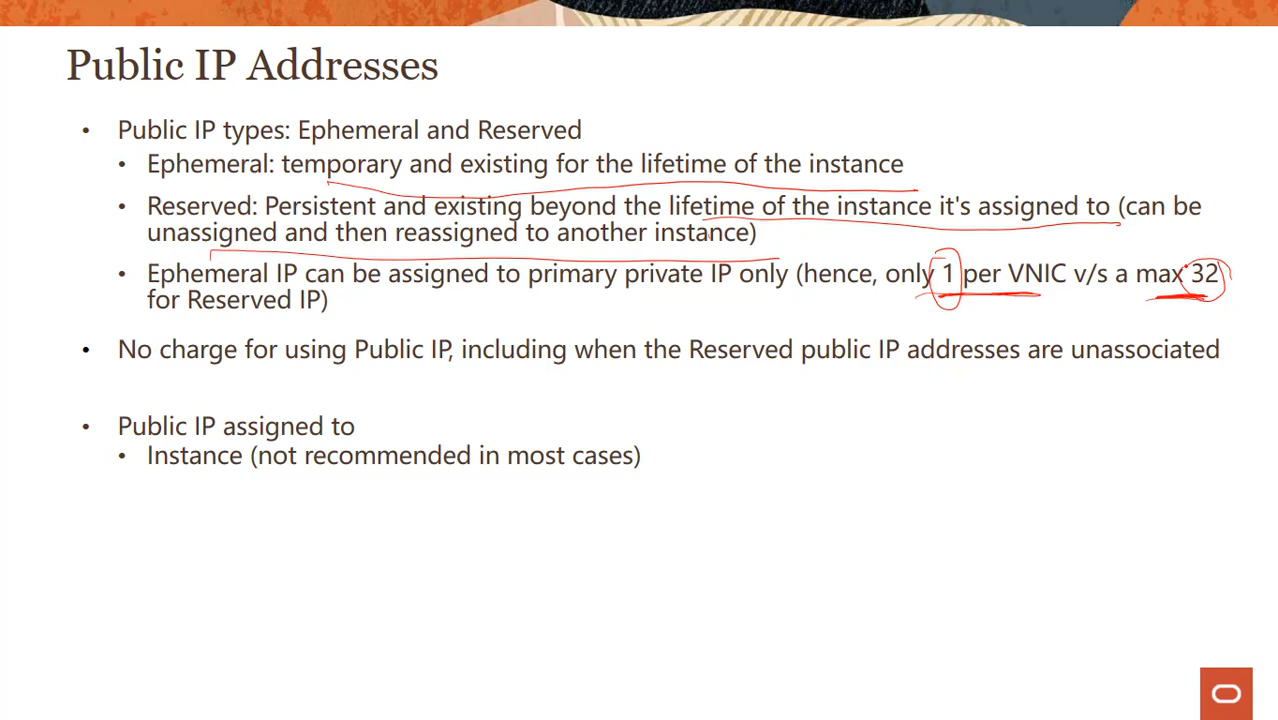 Public IP Addresses
• Public IP types: Ephemeral and Reserved
• Ephemeral: temporary and existing for the lifetime of the instance
• Reserved: Persistent and existing beyond the lifetime of the instance it's assigned to (can be
unassigned and then reassigned to another instance)
• Ephemeral IP can be assigned to primary private IP only (hence, only 1 per VNIC v/s a max 32
for Reserved IP)
• No charge for using Public IP, including when the Reserved public IP addresses are unassociated
• Public IP assigned to
• Instance (not recommended in most cases)